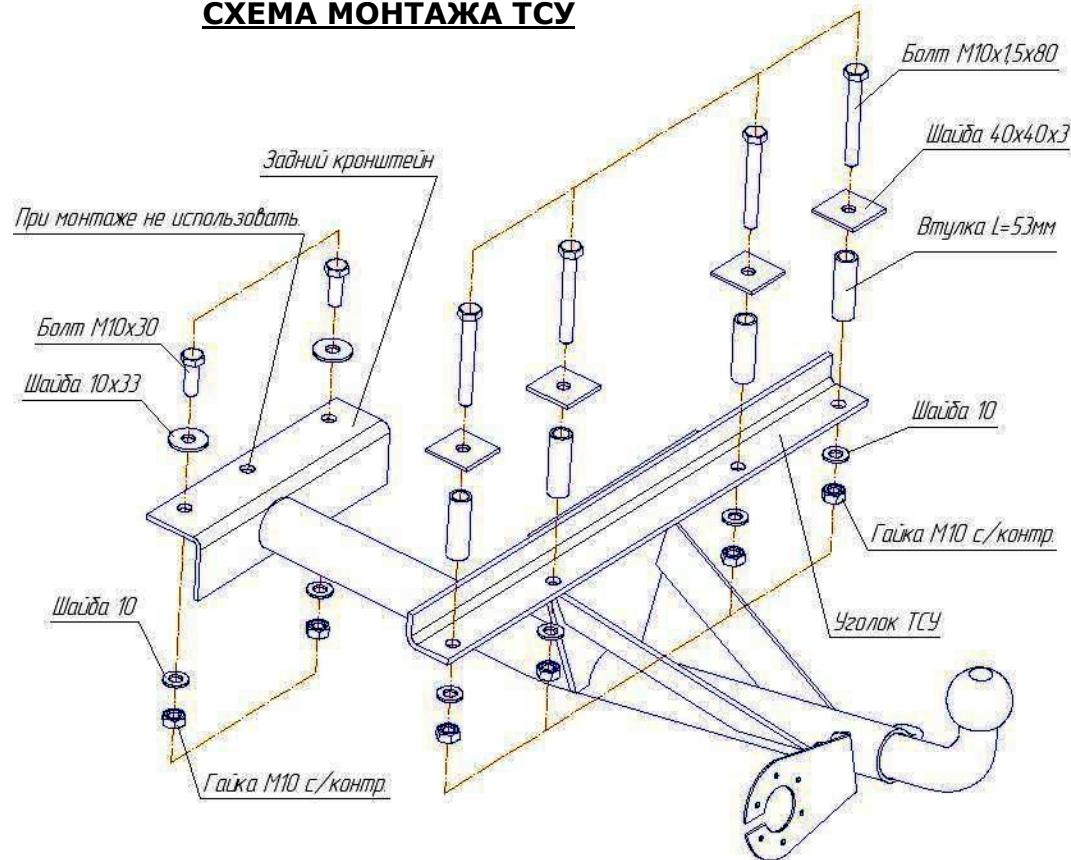 СХЕМА МОНТАЖА ТСУ
Болт М10х1,5х80
Шайба 40х40х3
Задний кронштейн
При монтаже не использовать.
Втулка L=53мм
Болт М10х30
Шайба 10х33
Шайба 10
Гайка М10 с/контр.
Шайба 10
Уголок ТСУ
Гайка М10 с/контр.